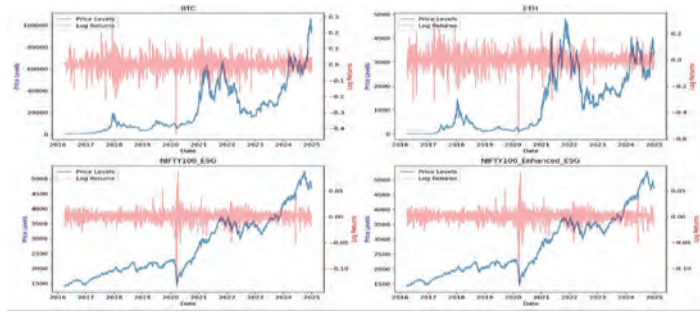 BTC
Price Levels
Log Returns
100000
80000
60000
40000
20000
0
0.3
0.2
0.1
0.0
-0.1
-0.2
-0.3
-0.4
Price Levels
Log Returns
2016 2017 2018 2019 2020 2021 2022 2023 2024 2025
Date
ETH
Price Levels
Log Returns
5000
4000
3000
2000
1000
0
0.2
0.0
-0.2
-0.4
-0.6
Price Levels
Log Returns
2016 2017 2018 2019 2020 2021 2022 2023 2024 2025
Date
NIFTY100_ESG
Price Levels
Log Returns
5000
4500
4000
3500
3000
2500
2000
1500
0.05
0.00
-0.05
-0.10
Price Levels
Log Returns
2016 2017 2018 2019 2020 2021 2022 2023 2024 2025
Date
NIFTY100_Enhanced_ESG
Price Levels
Log Returns
5000
4500
4000
3500
3000
2500
2000
1500
0.05
0.00
-0.05
-0.10
Price Levels
Log Returns
2016 2017 2018 2019 2020 2021 2022 2023 2024 2025
Date